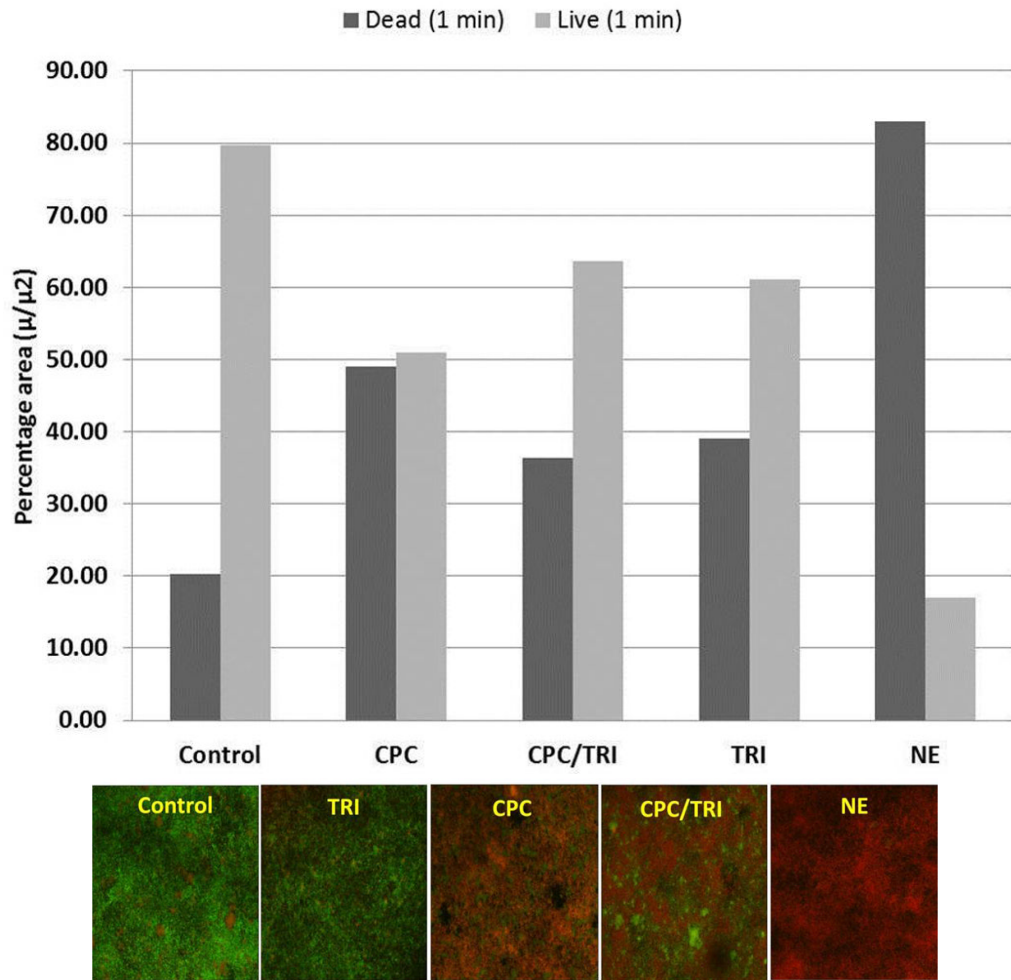 Dead (1 min) Live (1 min)
90.00
80.00
70.00
60.00
50.00
40.00
30.00
20.00
10.00
0.00
Percentage area (μ/μ2)
Control CPC CPC/TRI TRI NE
Control TRI CPC CPC/TRI NE